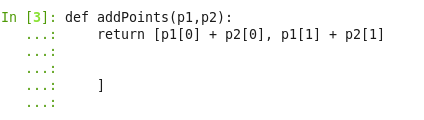 In [3]: def addPoints(p1,p2):
   ...:     return [p1[0] + p2[0], p1[1] + p2[1]
   ...:
   ...:
   ...:     ]
   ...: